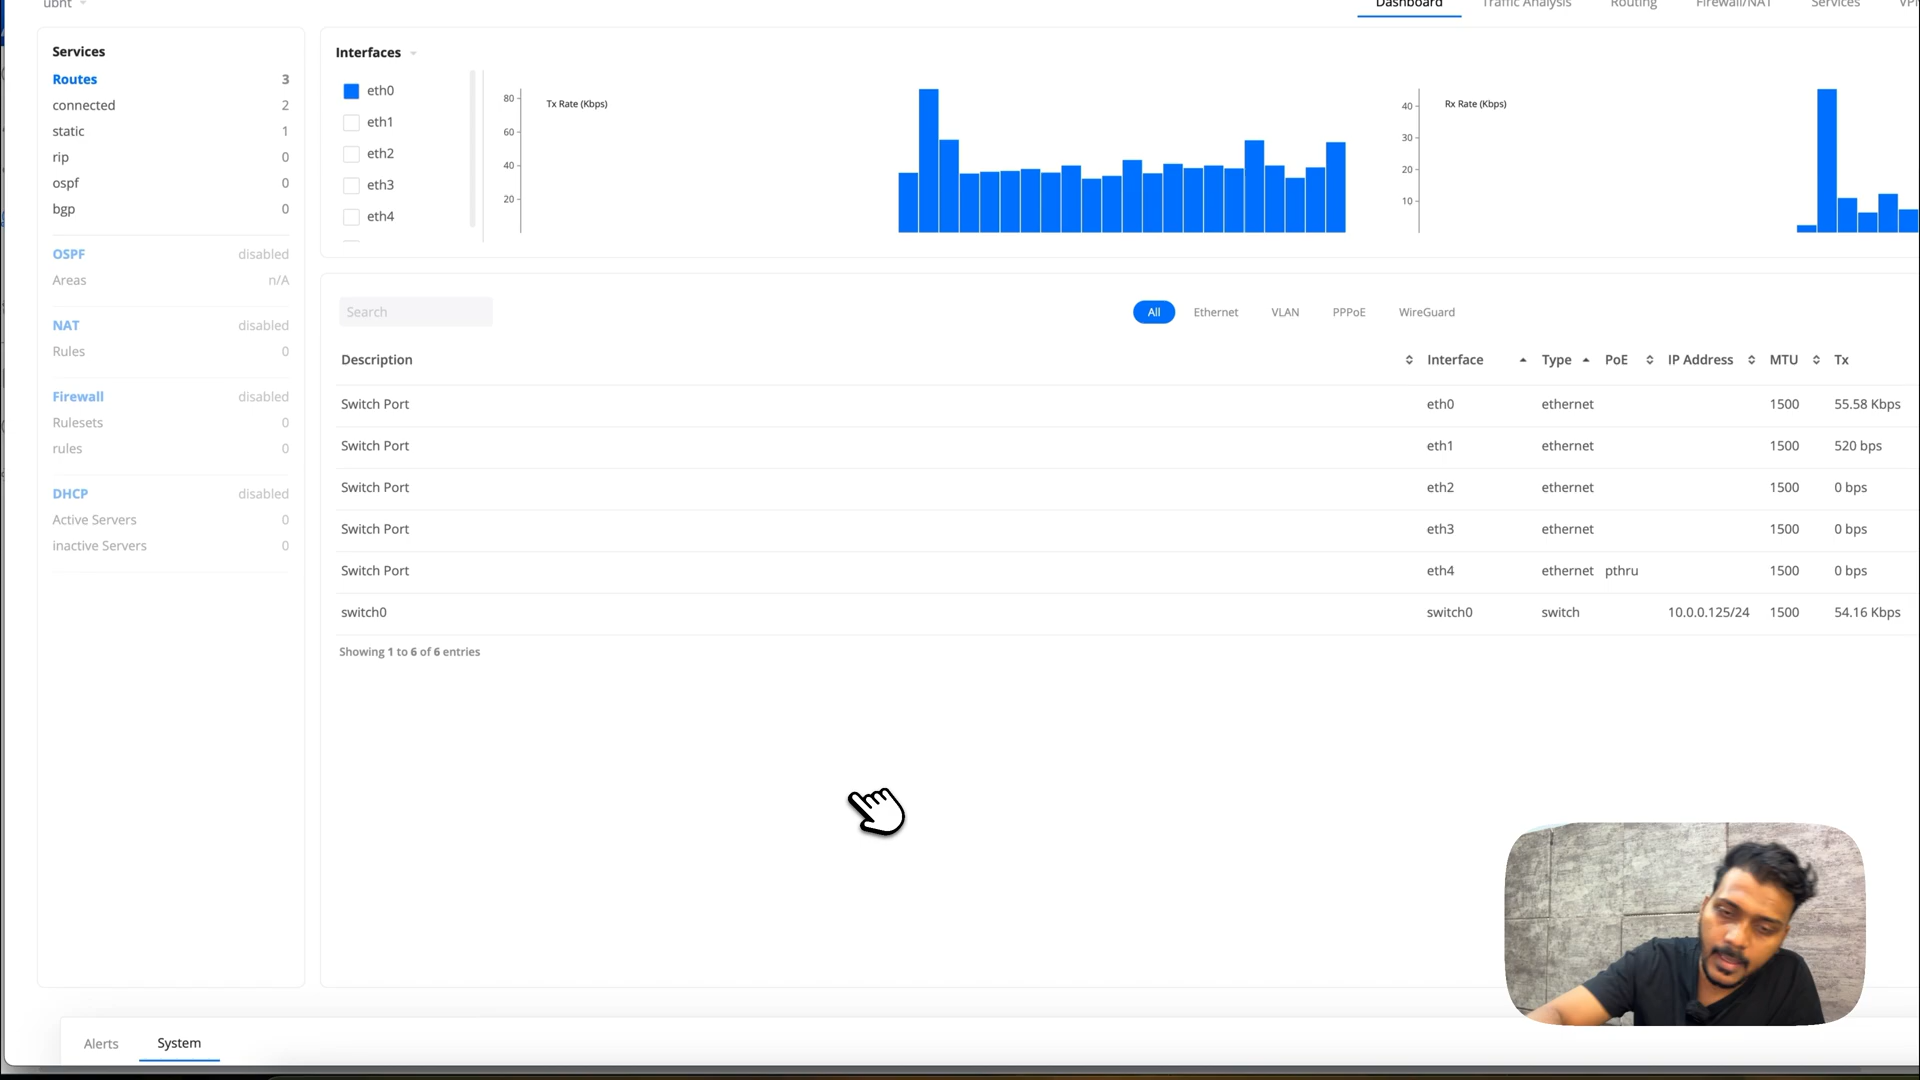 ubnt
Dashboard
Traffic Analysis
Routing
Firewall/NAT
Services
Services
Routes 3
connected 2
static 1
rip 0
ospf 0
bgp 0
OSPF disabled
Areas n/A
NAT disabled
Rules 0
Firewall disabled
Rulesets 0
rules 0
DHCP disabled
Active Servers 0
inactive Servers 0
Interfaces
eth0
eth1
eth2
eth3
eth4
Tx Rate (Kbps)
80
60
40
20
Rx Rate (Kbps)
40
30
20
10
Search
All Ethernet VLAN PPPoE WireGuard
Description Interface Type PoE IP Address MTU Tx
Switch Port eth0 ethernet 1500 55.58 Kbps
Switch Port eth1 ethernet 1500 520 bps
Switch Port eth2 ethernet 1500 0 bps
Switch Port eth3 ethernet 1500 0 bps
Switch Port eth4 ethernet pthru 1500 0 bps
switch0 switch0 switch 10.0.0.125/24 1500 54.16 Kbps
Showing 1 to 6 of 6 entries
Alerts System